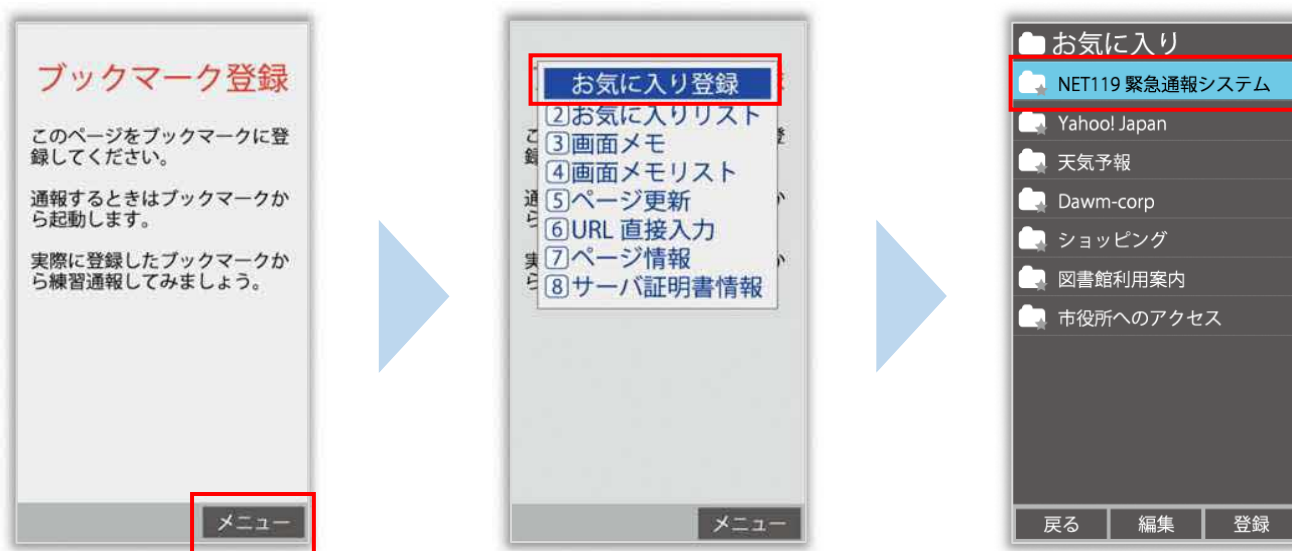 ブックマーク登録
このページをブックマークに登
録してください。
通報するときはブックマークか
ら起動します。
実際に登録したブックマークか
ら練習通報してみましょう。
メニュー
お気に入り登録
2お気に入りリスト
3画面メモ
4画面メモリスト
5ページ更新
6URL 直接入力
7ページ情報
8サーバ証明書情報
メニュー
お気に入り
NET119 緊急通報システム
Yahoo! Japan
天気予報
Dawm-corp
ショッピング
図書館利用案内
市役所へのアクセス
戻る 編集 登録